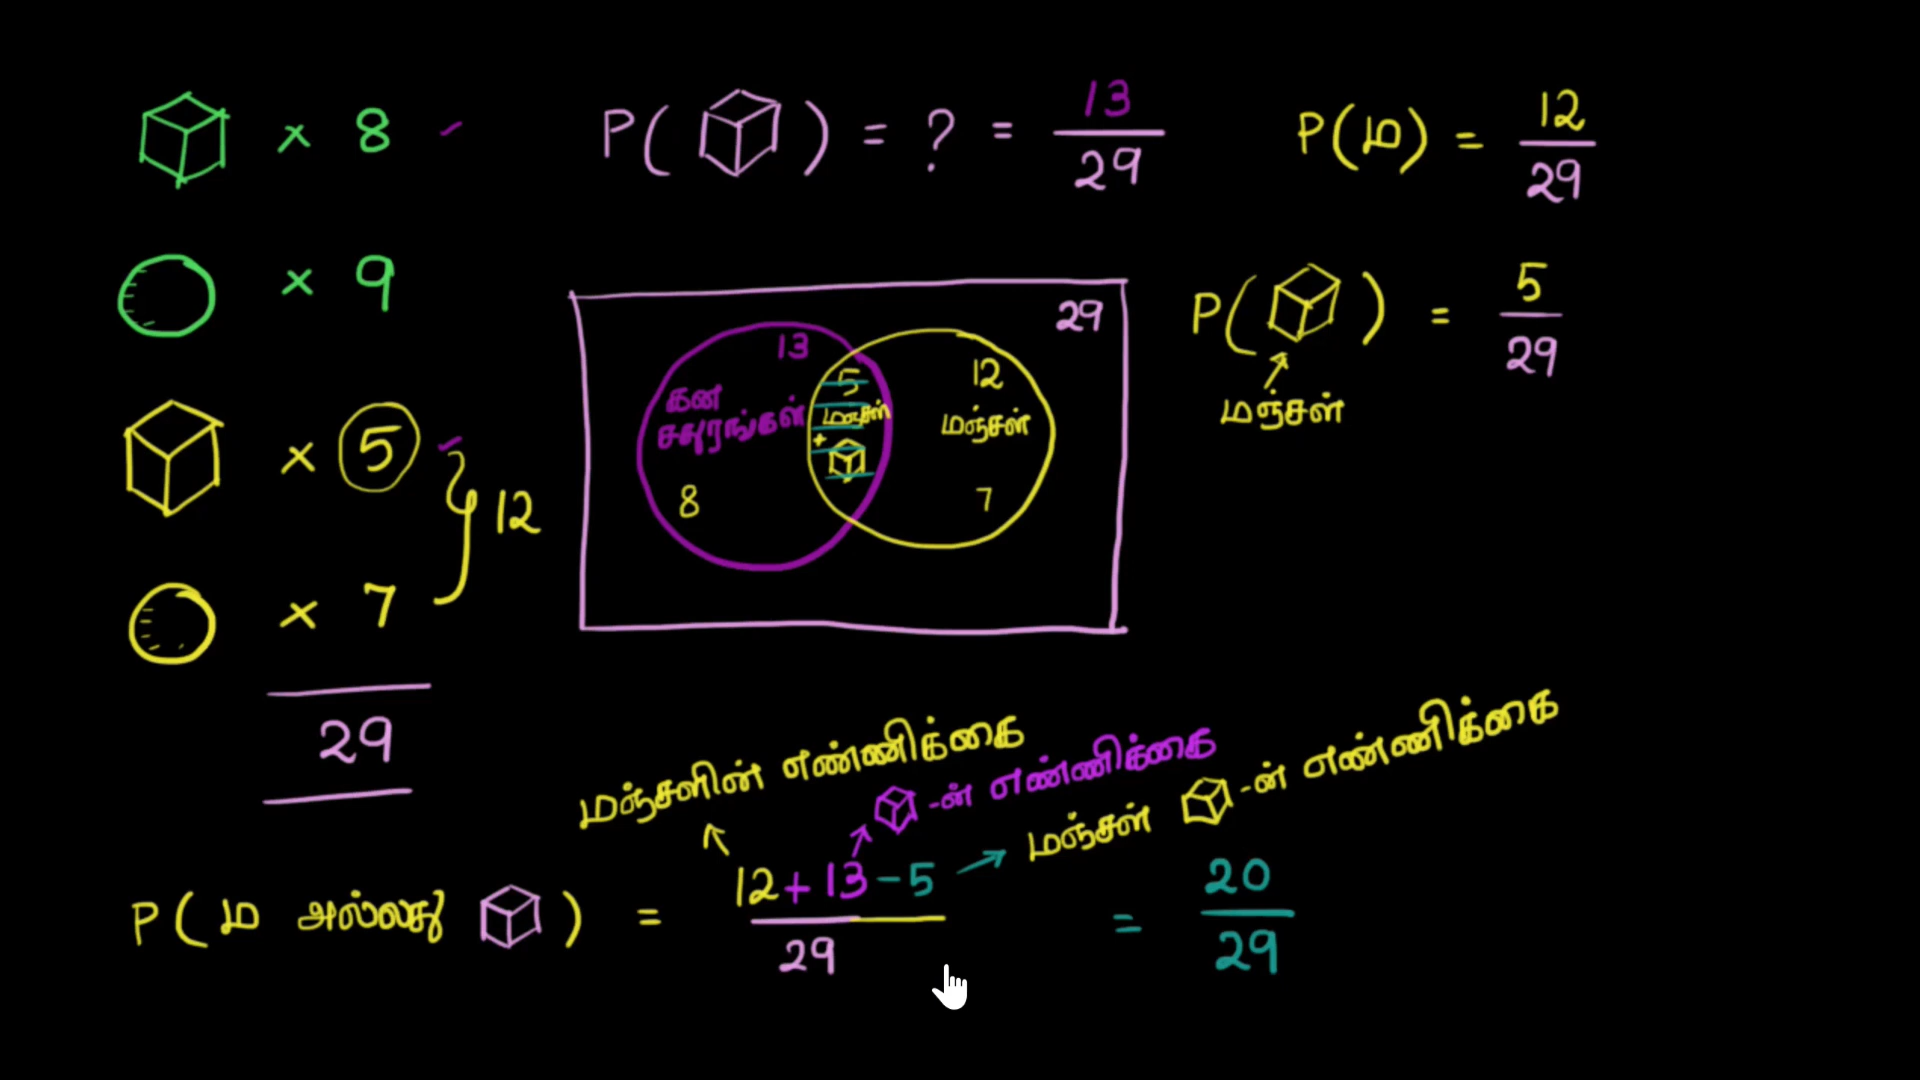 × 8
P( ) = ? = 13/29
P(ம) = 12/29
× 9
29
13
5
12
கன சதுரங்கள்
மஞ்சள்
+
மஞ்சள்
8
7
P( ) = 5/29
மஞ்சள்
× 5
12
× 7
29
மஞ்சளின் எண்ணிக்கை
-ன் எண்ணிக்கை
மஞ்சள் -ன் எண்ணிக்கை
P(ம அல்லது ) = 12 + 13 - 5 / 29 = 20/29